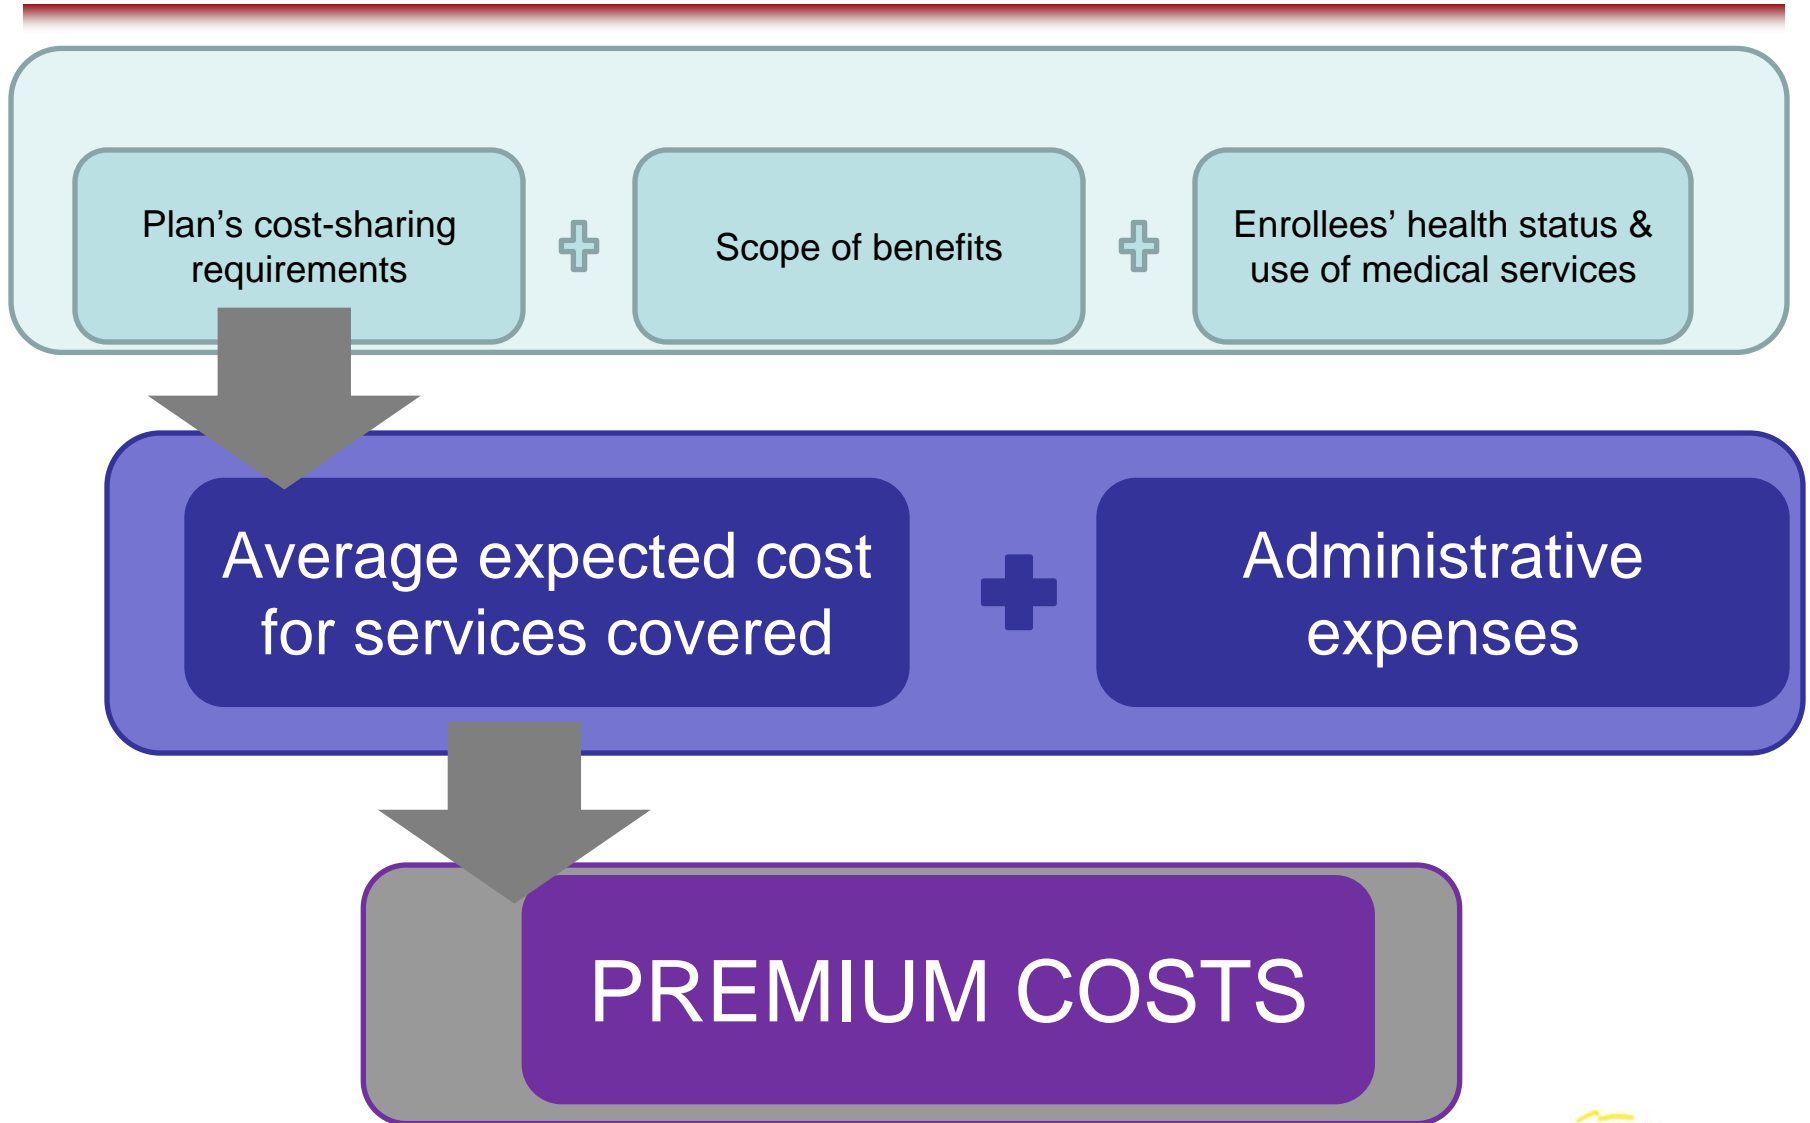 Plan’s cost-sharing
requirements
Scope of benefits
Enrollees’ health status &
use of medical services
Average expected cost
for services covered
Administrative
expenses
PREMIUM COSTS